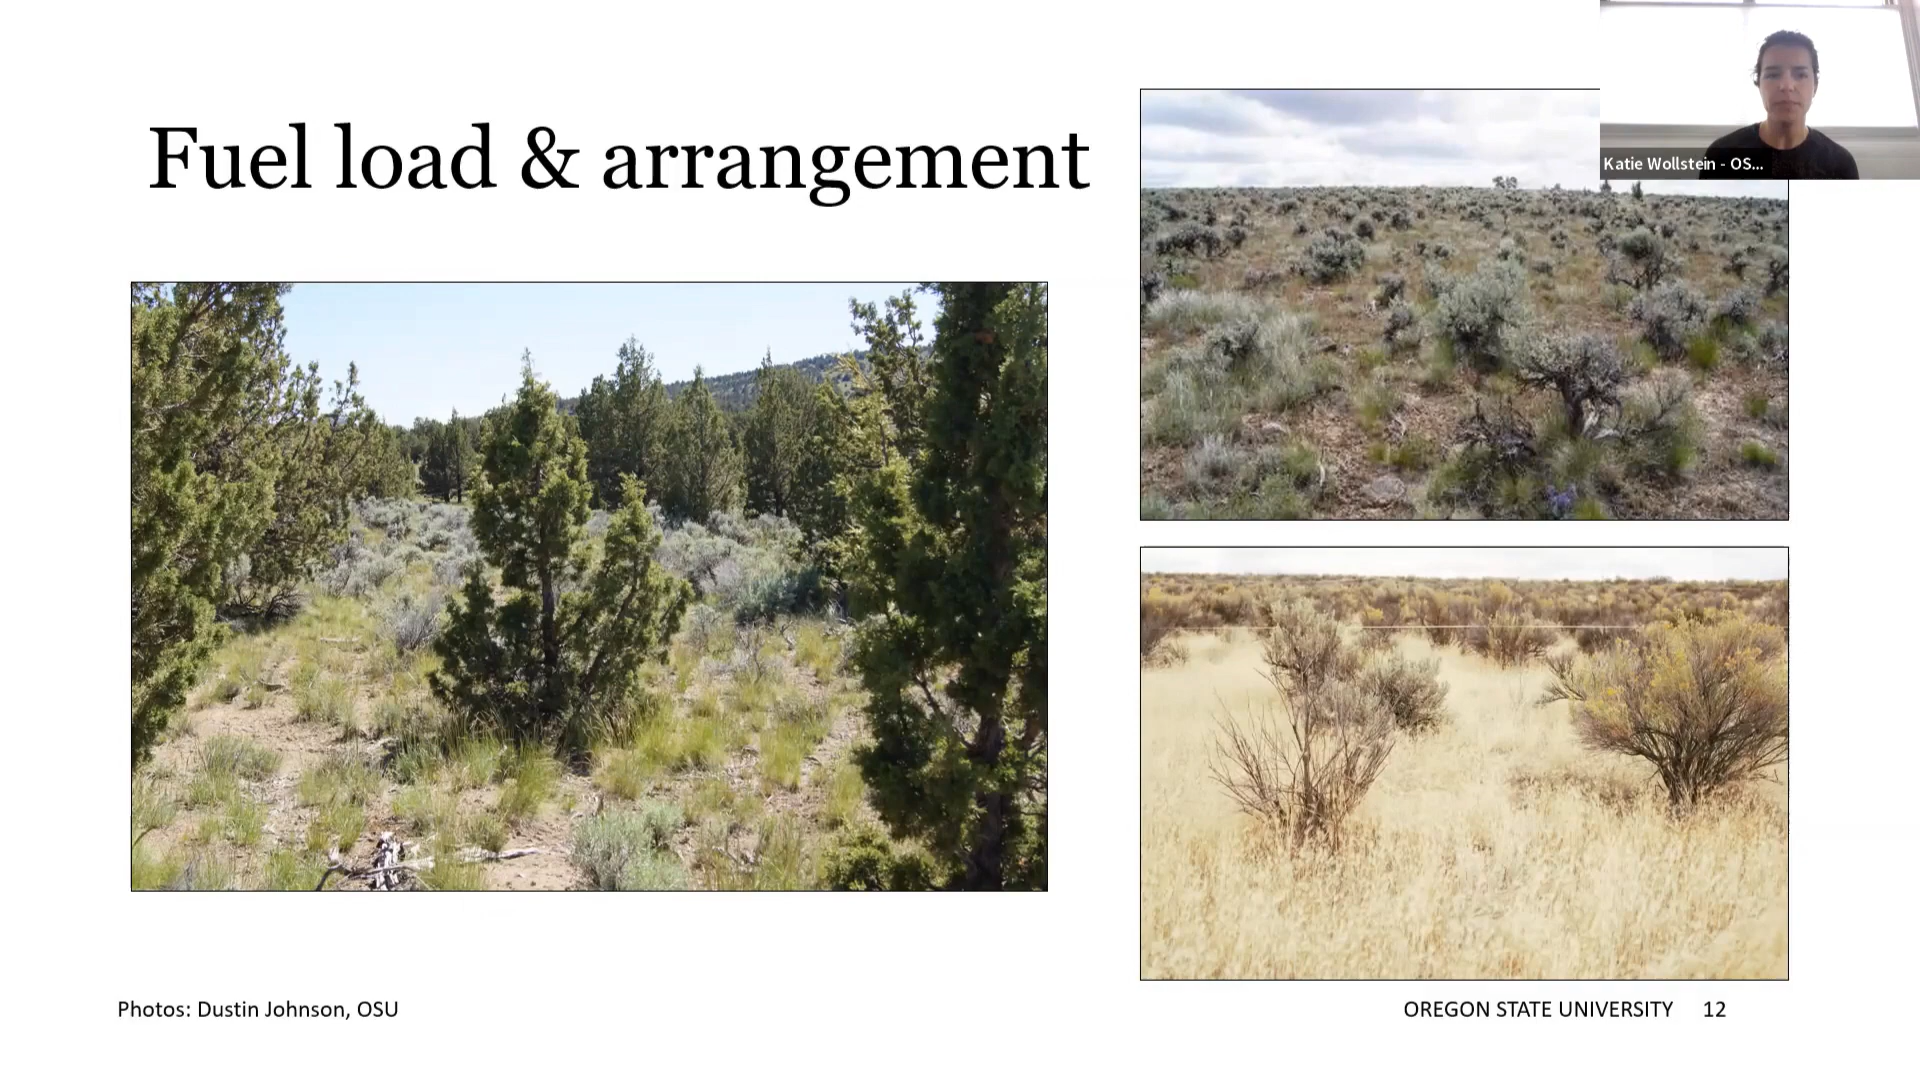 Fuel load & arrangement
Katie Wollstein - OS...
Photos: Dustin Johnson, OSU
OREGON STATE UNIVERSITY 12